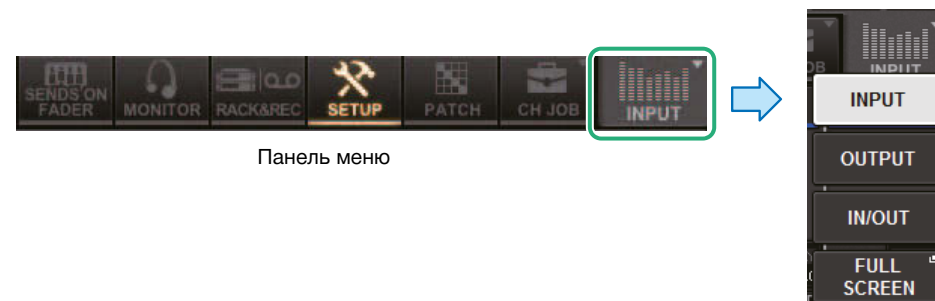 SENDS ON
FADER
MONITOR
RACK&REC
SETUP
PATCH
CH JOB
INPUT
Панель меню
INPUT
INPUT
OUTPUT
IN/OUT
FULL
SCREEN